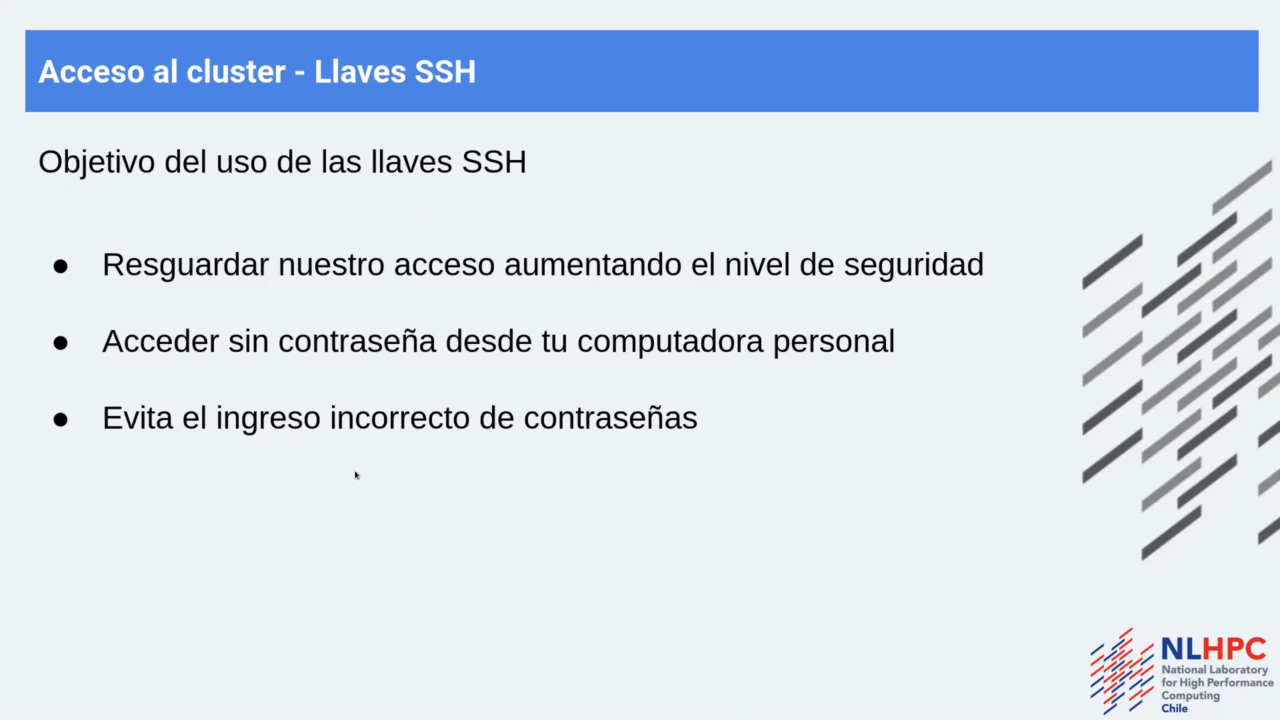 Acceso al cluster - Llaves SSH
Objetivo del uso de las llaves SSH
● Resguardar nuestro acceso aumentando el nivel de seguridad
● Acceder sin contraseña desde tu computadora personal
● Evita el ingreso incorrecto de contraseñas
NLHPC
National Laboratory
for High Performance
Computing
Chile